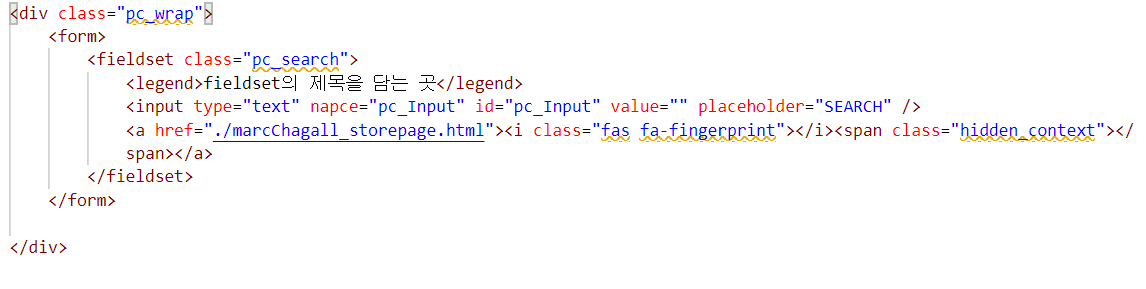 <div class="pc_wrap">
<form>
<fieldset class="pc_search">
<legend>fieldset의 제목을 담는 곳</legend>
<input type="text" napce="pc_Input" id="pc_Input" value="" placeholder="SEARCH" />
<a href="./marcChagall_storepage.html"><i class="fas fa-fingerprint"></i><span class="hidden_context"></
span></a>
</fieldset>
</form>
</div>